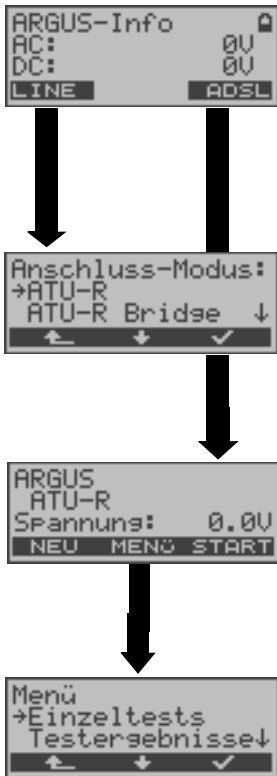 ARGUS-Info
AC: 0V
DC: 0V
LINE ADSL
Anschluss-Modus:
→ATU-R
ATU-R Bridge ↓
ARGUS
ATU-R
Spannung: 0.0V
NEU MENÜ START
Menü
→Einzeltests
Testergebnisse↓